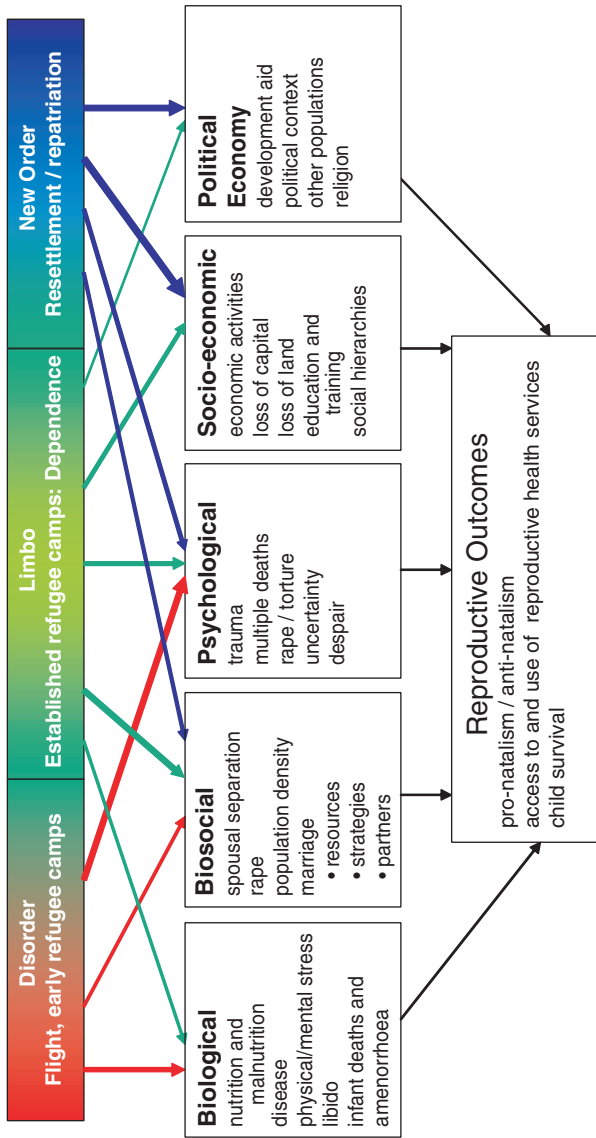 Disorder
Flight, early refugee camps
Limbo
Established refugee camps: Dependence
New Order
Resettlement / repatriation
Biological
nutrition and
malnutrition
disease
physical/mental stress
libido
infant deaths and
amenorrhoea
Biosocial
spousal separation
rape
population density
marriage
• resources
• strategies
• partners
Psychological
trauma
multiple deaths
rape / torture
uncertainty
despair
Socio-economic
economic activities
loss of capital
loss of land
education and
training
social hierarchies
Political
Economy
development aid
political context
other populations
religion
Reproductive Outcomes
pro-natalism / anti-natalism
access to and use of reproductive health services
child survival